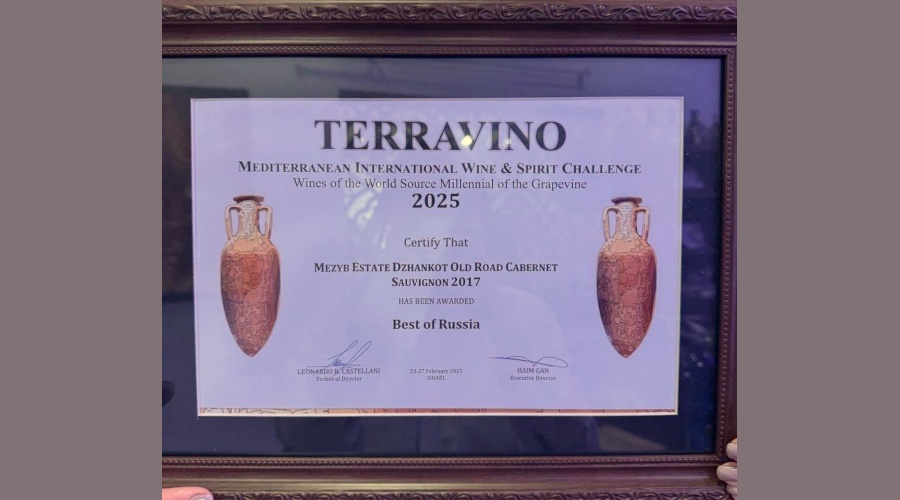 TERRAVINO
MEDITERRANEAN INTERNATIONAL WINE & SPIRIT CHALLENGE
Wines of the World Source Millennial of the Grapevine
2025
Certify That
MEZYB ESTATE DZHANKOT OLD ROAD CABERNET
SAUVIGNON 2017
HAS BEEN AWARDED
Best of Russia
LEONARDO B. CASTELLANI
Technical Director
23-27 February 2025
ISRAEL
HAIM GAN
Executive Director